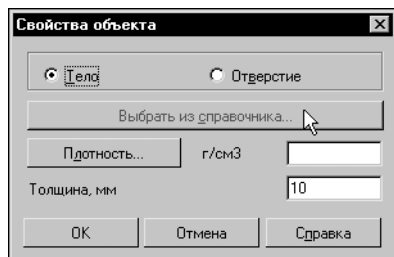 Свойства объекта
Тело Отверстие
Выбрать из справочника...
Плотность... г/см3
Толщина, мм 10
OK Отмена Справка